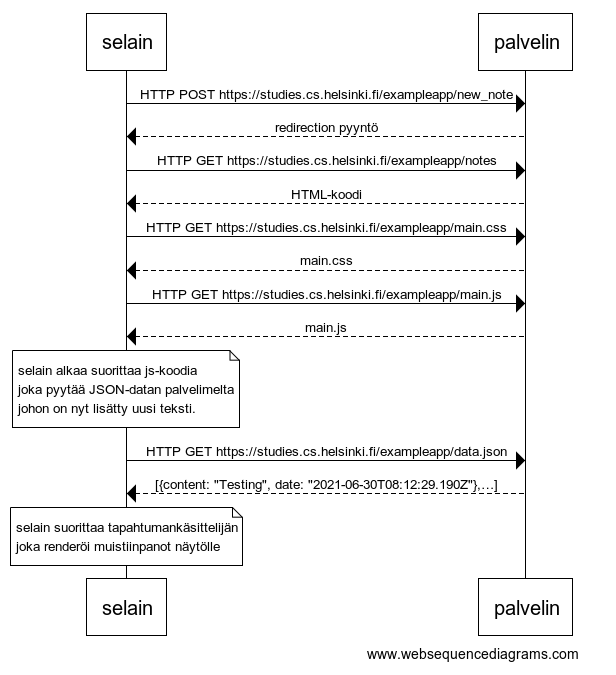 selain palvelin
HTTP POST https://studies.cs.helsinki.fi/exampleapp/new_note
redirection pyyntö
HTTP GET https://studies.cs.helsinki.fi/exampleapp/notes
HTML-koodi
HTTP GET https://studies.cs.helsinki.fi/exampleapp/main.css
main.css
HTTP GET https://studies.cs.helsinki.fi/exampleapp/main.js
main.js
selain alkaa suorittaa js-koodia
joka pyytää JSON-datan palvelimelta
johon on nyt lisätty uusi teksti.
HTTP GET https://studies.cs.helsinki.fi/exampleapp/data.json
[{content: "Testing", date: "2021-06-30T08:12:29.190Z"},...]
selain suorittaa tapahtumankäsittelijän
joka renderöi muistiinpanot näytölle
selain palvelin
www.websequencediagrams.com